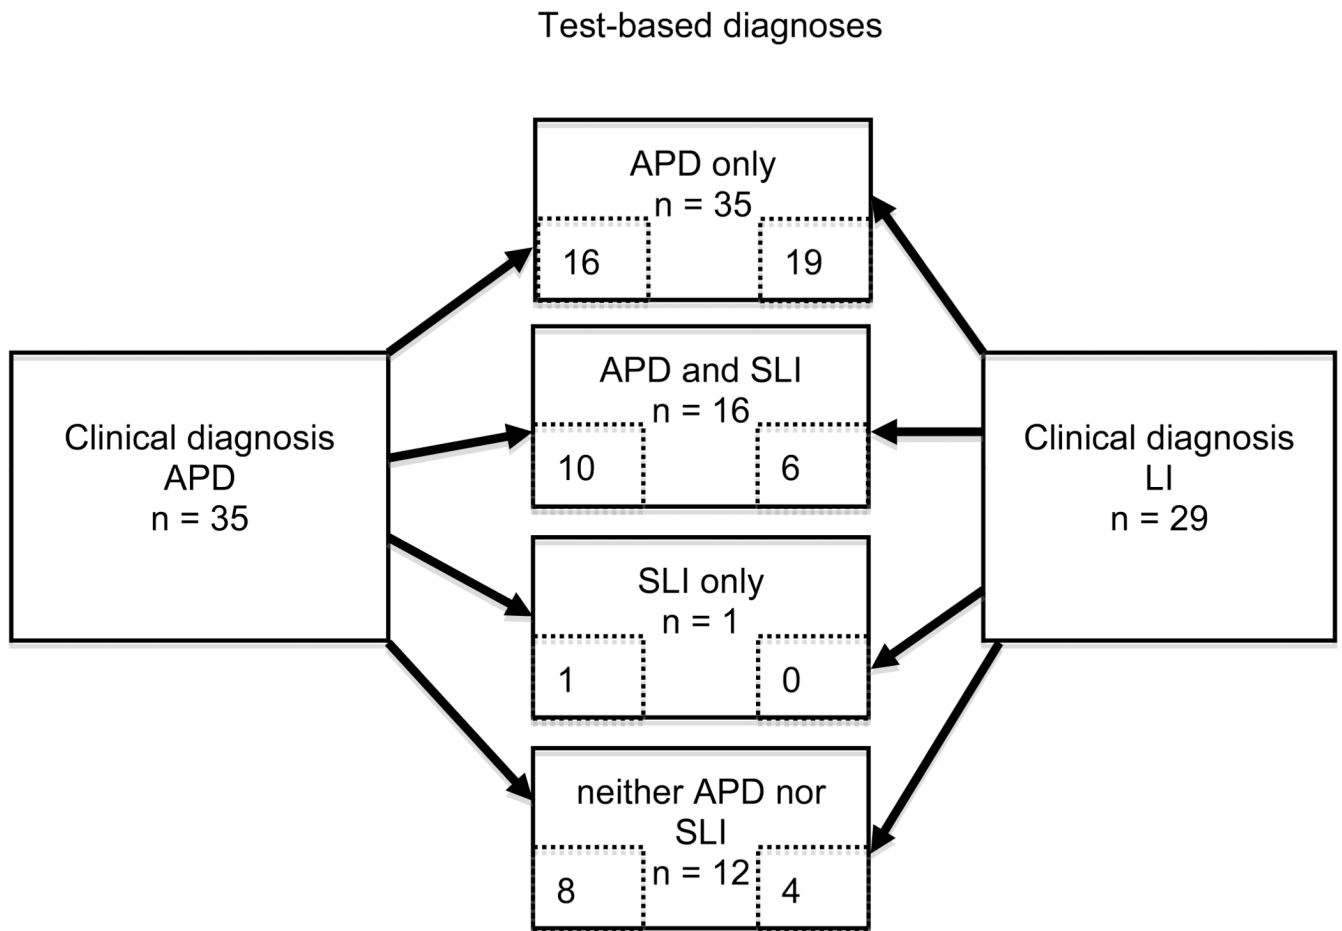 Test-based diagnoses
APD only
n = 35
16
19
APD and SLI
n = 16
10
6
Clinical diagnosis
APD
n = 35
Clinical diagnosis
LI
n = 29
SLI only
n = 1
1
0
neither APD nor
SLI
n = 12
8
4